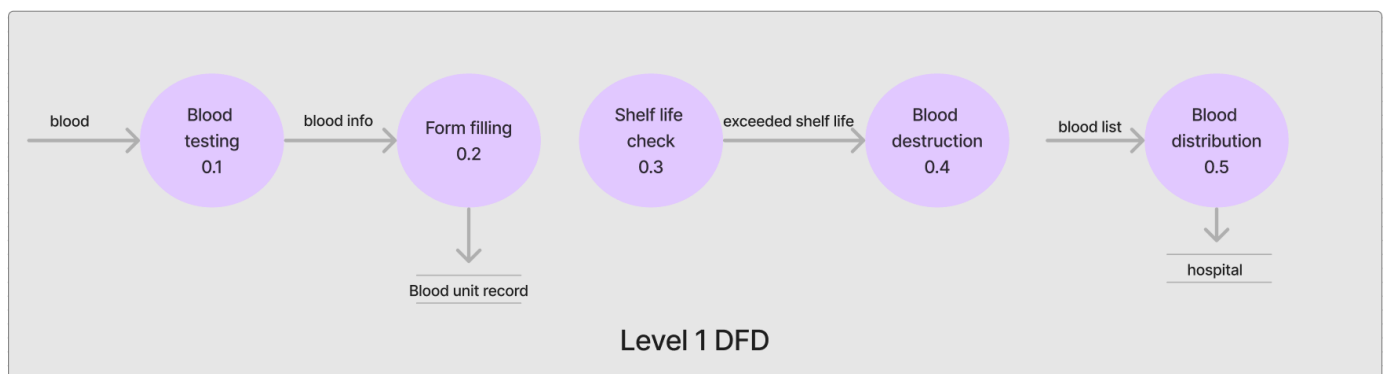 blood
Blood
testing
0.1
blood info
Form filling
0.2
Shelf life
check
0.3
exceeded shelf life
Blood
destruction
0.4
blood list
Blood
distribution
0.5
Blood unit record
hospital
Level 1 DFD